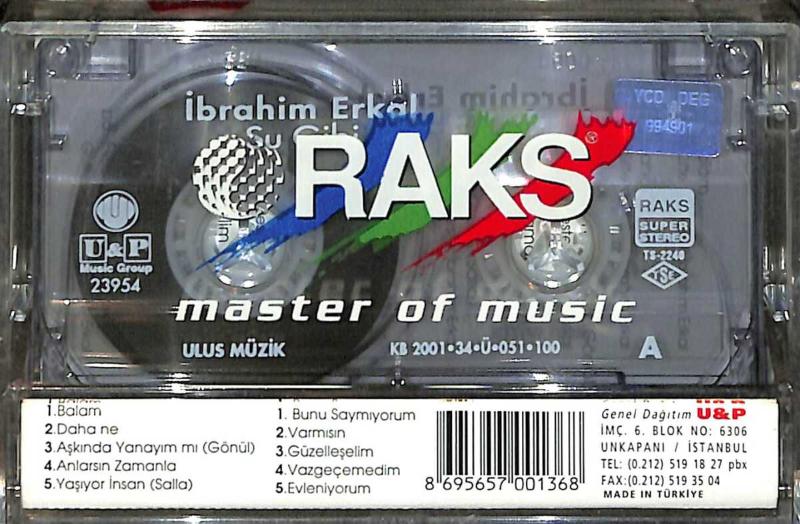 İbrahim Erkal
Su Gibi
YCD DEG
994901
RAKS
®
U
U&P
Music Group
23954
RAKS
SUPER
STEREO
TS-2240
TSE
master of music
ULUS MÜZİK
KB 2001•34•Ü•051•100
A
1.Balam
2.Daha ne
3.Aşkında Yanayım mı (Gönül)
4.Anlarsın Zamanla
5.Yaşıyor İnsan (Salla)
1. Bunu Saymıyorum
2.Varmısın
3.Güzelleşelim
4.Vazgeçemedim
5.Evleniyorum
8 695657 001368
Genel Dağıtım U&P
İMÇ. 6. BLOK NO: 6306
UNKAPANI / İSTANBUL
TEL: (0.212) 519 18 27 pbx
FAX:(0.212) 519 35 04
MADE IN TÜRKİYE